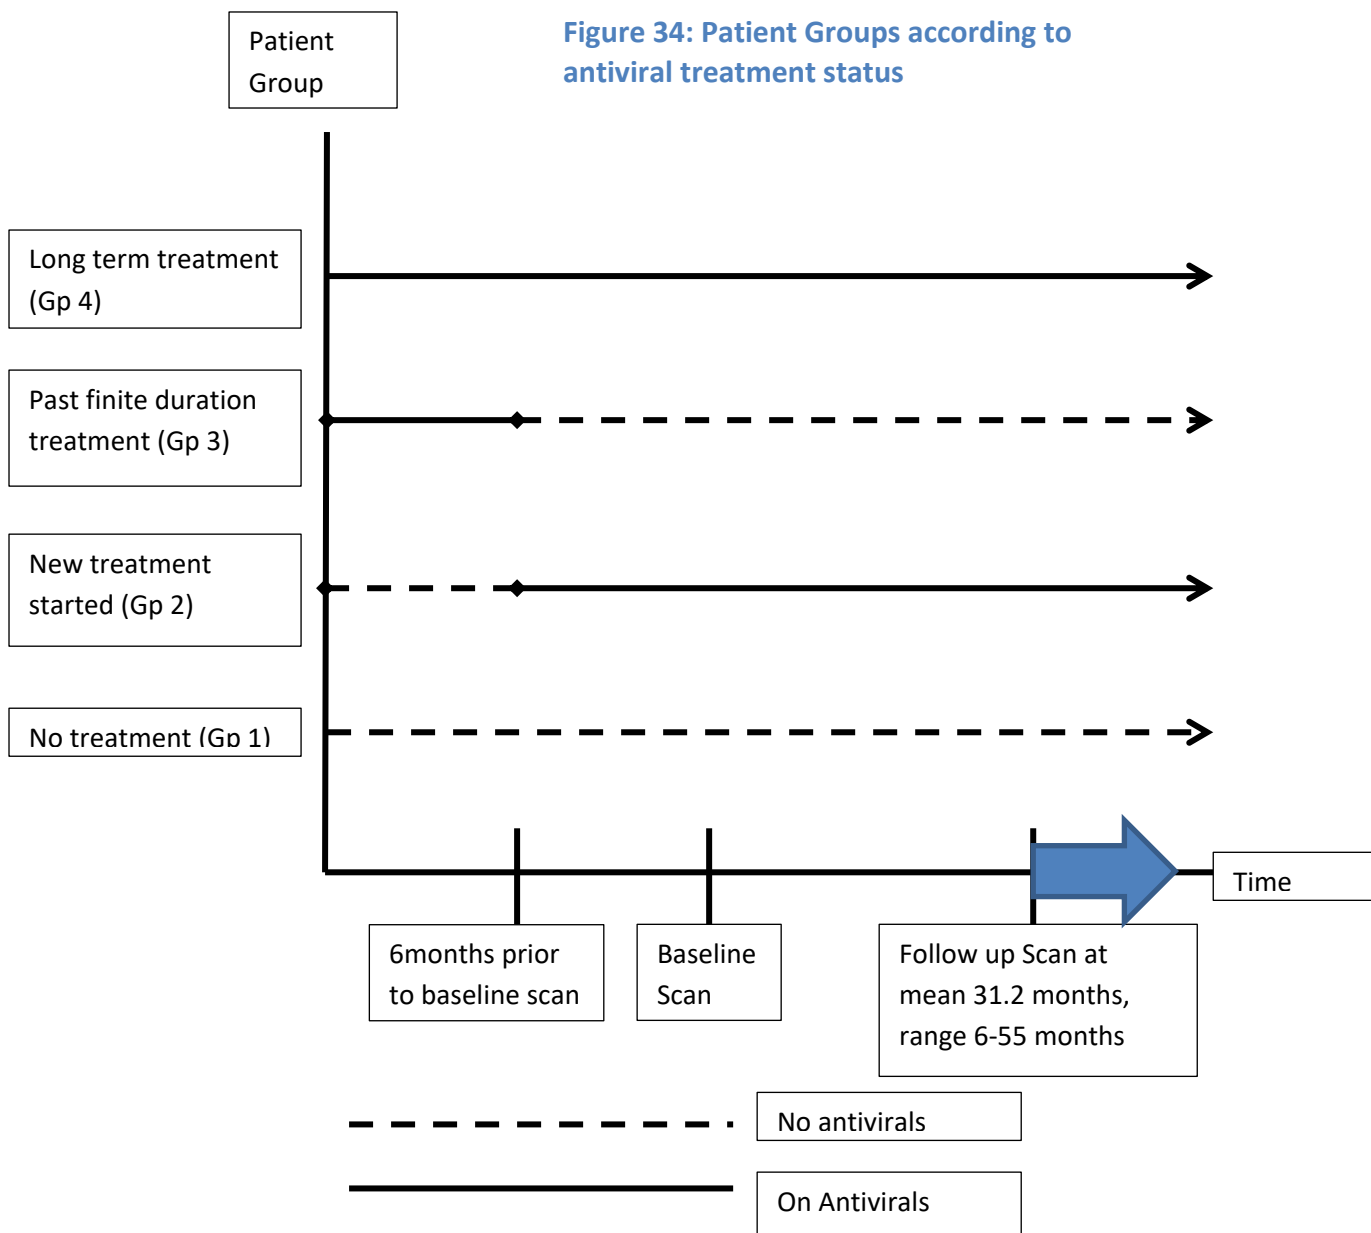 Patient
Group
Figure 34: Patient Groups according to
antiviral treatment status
Long term treatment
(Gp 4)
Past finite duration
treatment (Gp 3)
New treatment
started (Gp 2)
No treatment (Gp 1)
Time
6months prior
to baseline scan
Baseline
Scan
Follow up Scan at
mean 31.2 months,
range 6-55 months
No antivirals
On Antivirals